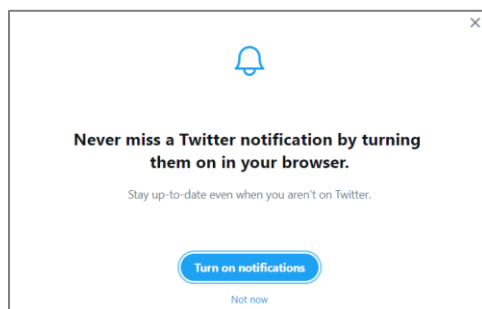 Never miss a Twitter notification by turning
them on in your browser.
Stay up-to-date even when you aren't on Twitter.
Turn on notifications
Not now